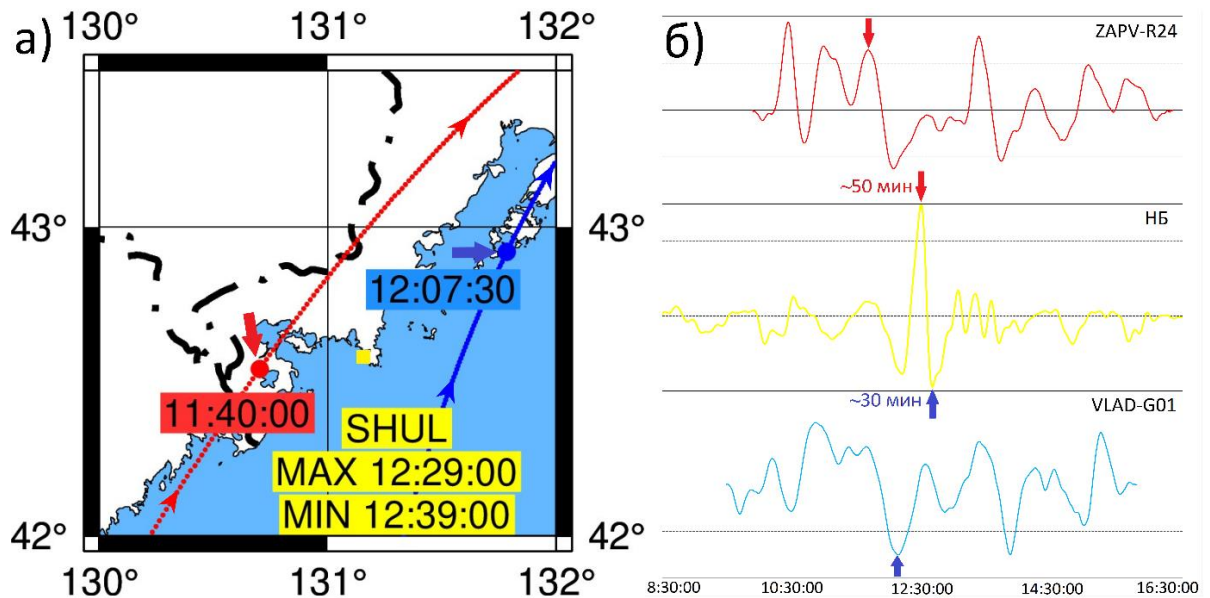 а)
130° 131° 132°
43°
43°
42°
42°
12:07:30
11:40:00
SHUL
MAX 12:29:00
MIN 12:39:00
130° 131° 132°
б)
ZAPV-R24
~50 мин
НБ
~30 мин
VLAD-G01
8:30:00 10:30:00 12:30:00 14:30:00 16:30:00